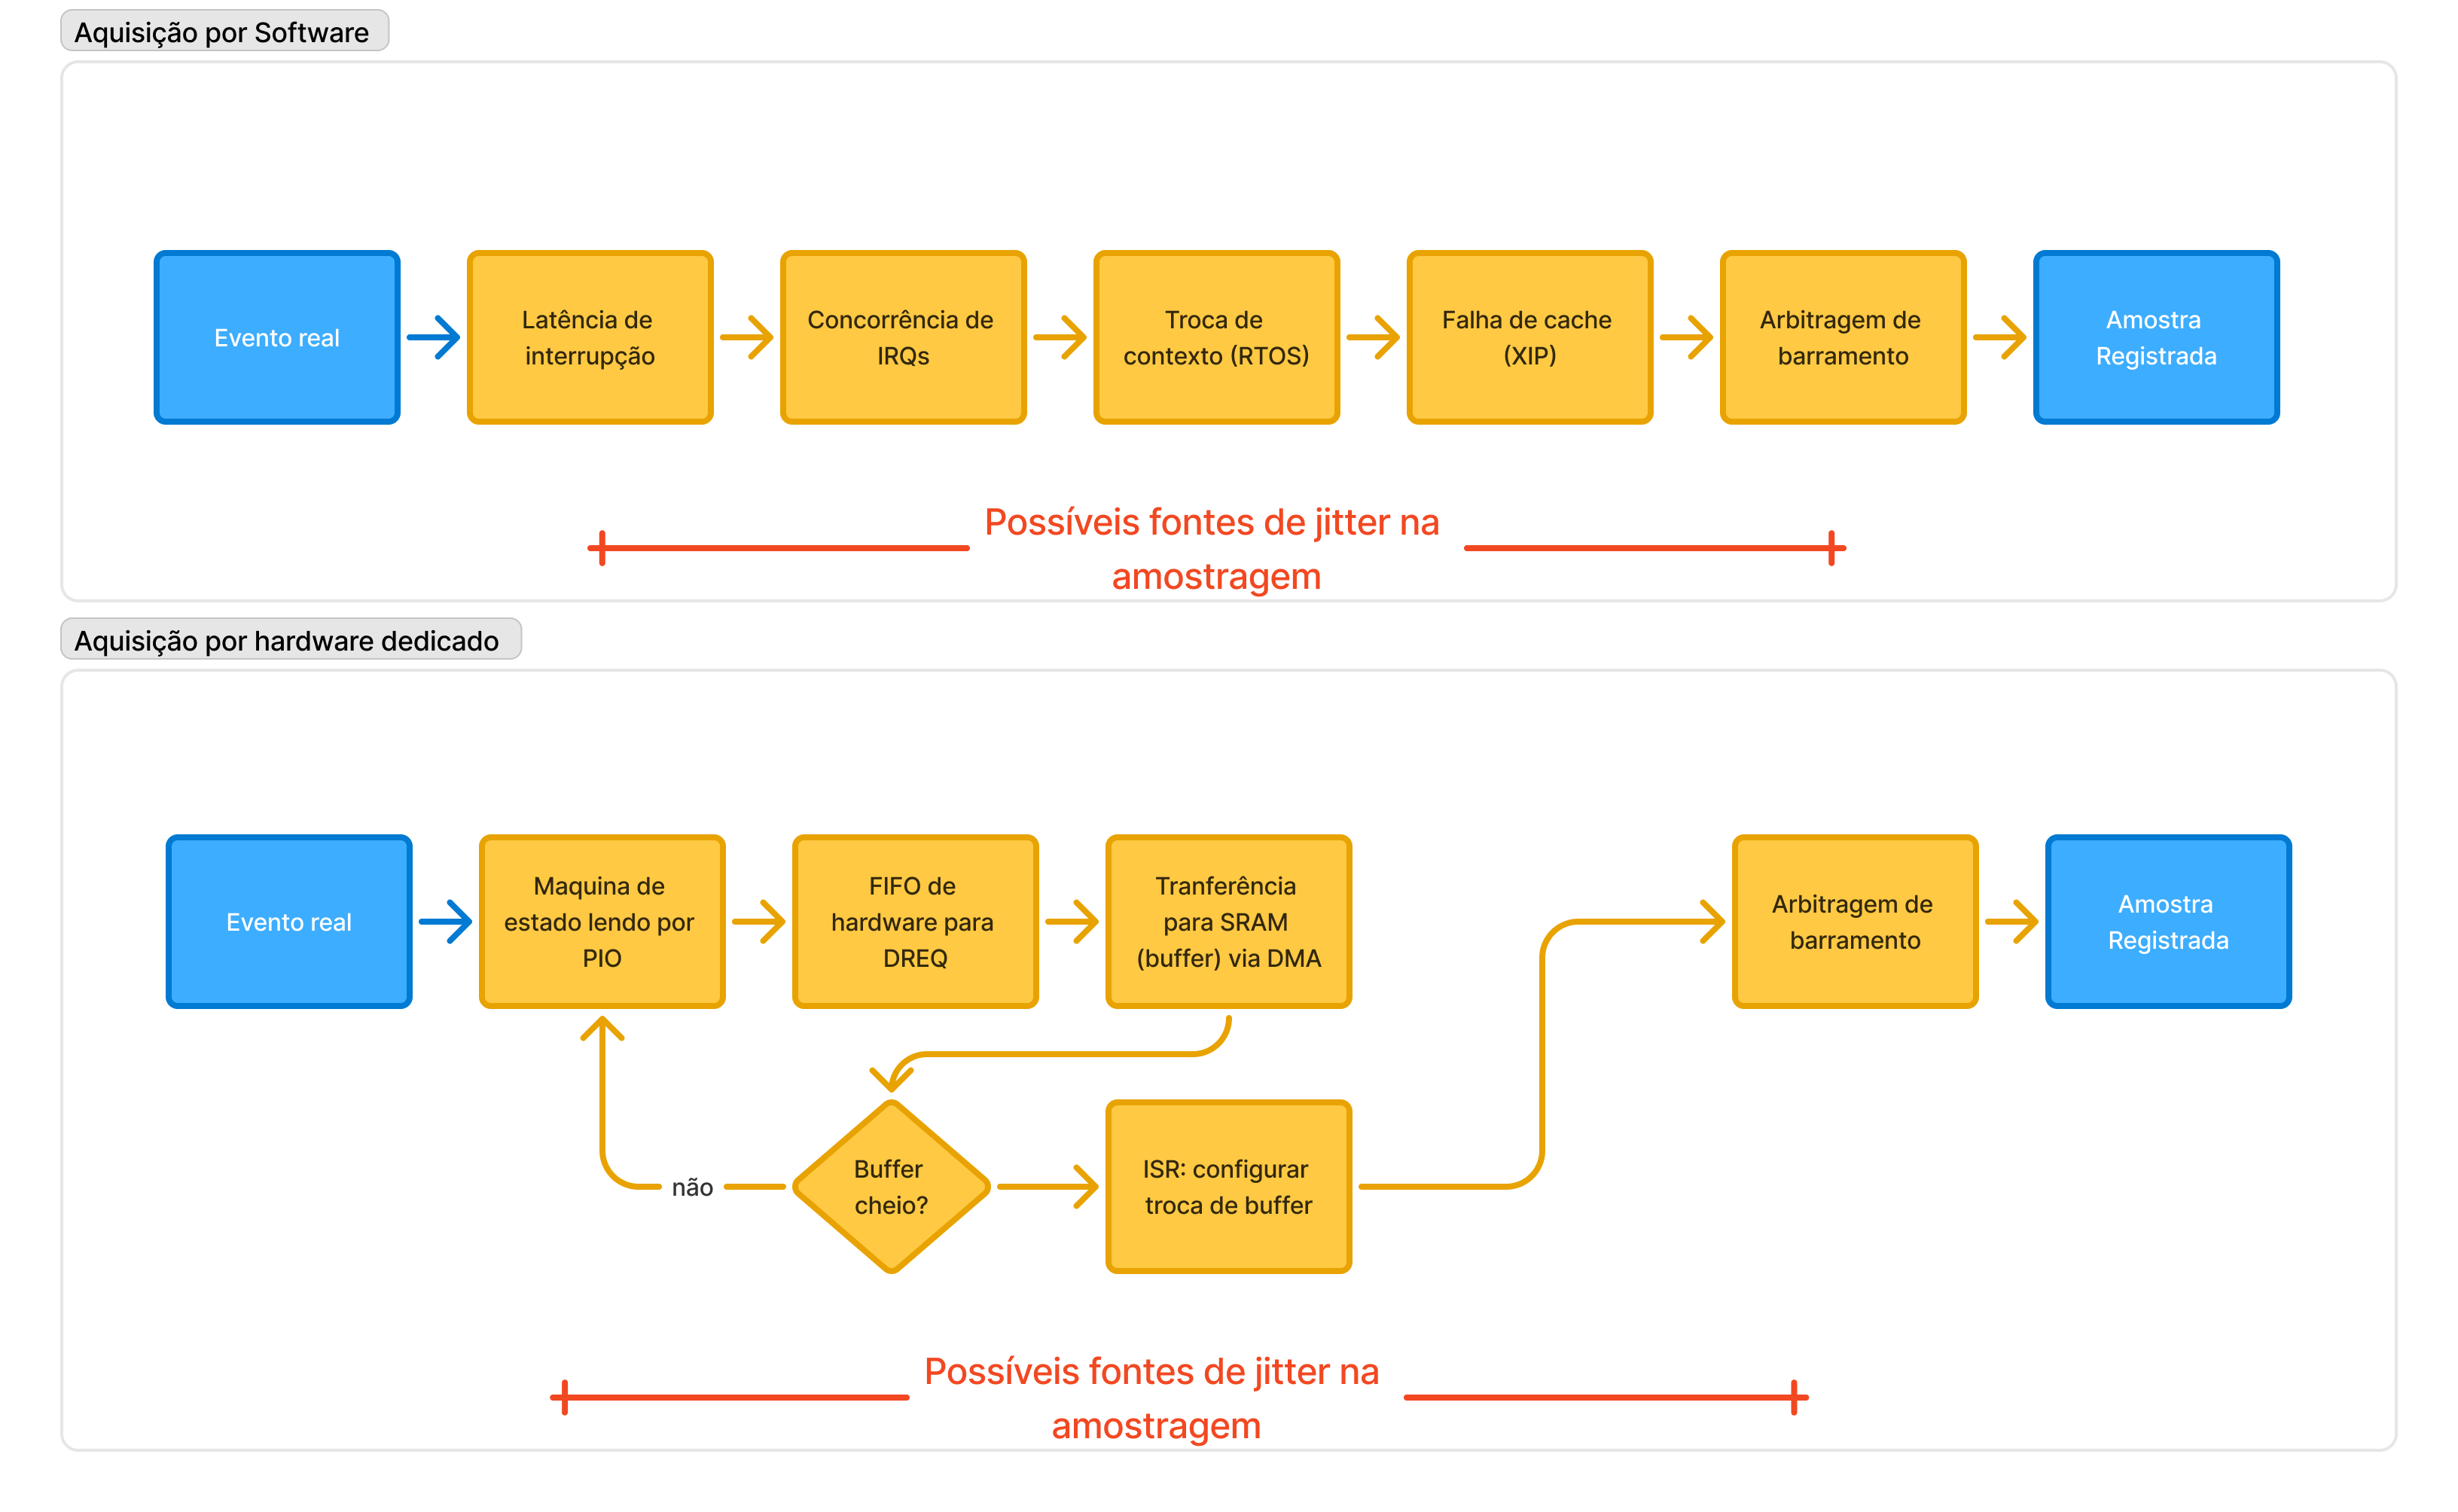 Aquisição por Software
Evento real
Latência de
interrupção
Concorrência de
IRQs
Troca de
contexto (RTOS)
Falha de cache
(XIP)
Arbitragem de
barramento
Amostra
Registrada
Possíveis fontes de jitter na
amostragem
Aquisição por hardware dedicado
Evento real
Maquina de
estado lendo por
PIO
FIFO de
hardware para
DREQ
Tranferência
para SRAM
(buffer) via DMA
Arbitragem de
barramento
Amostra
Registrada
não
Buffer
cheio?
ISR: configurar
troca de buffer
Possíveis fontes de jitter na
amostragem